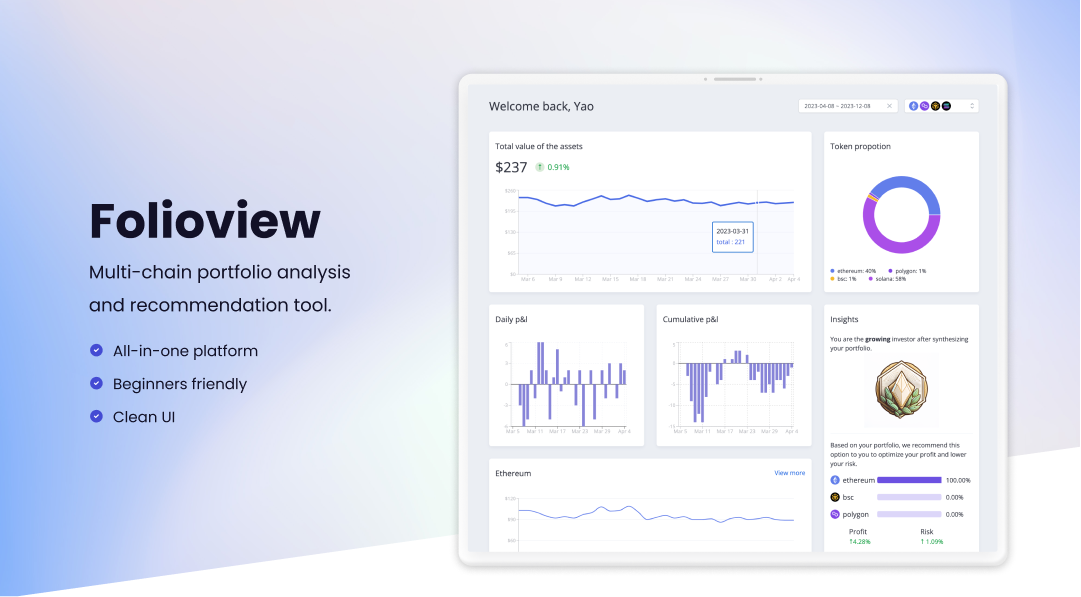 Folioview
Multi-chain portfolio analysis
and recommendation tool.
All-in-one platform
Beginners friendly
Clean UI
Welcome back, Yao
2023-04-08 ~ 2023-12-08
Total value of the assets
$237 ↑ 0.91%
2023-03-31
total : 221
Mar 6 Mar 9 Mar 12 Mar 15 Mar 18 Mar 21 Mar 24 Mar 27 Mar 30 Apr 2 Apr 4
Token propotion
ethereum: 40% polygon: 1%
bsc: 1% solana: 58%
Daily p&l
Mar 5 Mar 11 Mar 17 Mar 23 Mar 29 Apr 4
Cumulative p&l
Mar 5 Mar 11 Mar 17 Mar 23 Mar 29 Apr 4
Insights
You are the growing investor after synthesizing
your portfolio.
Based on your portfolio, we recommend this
option to you to optimize your profit and lower
your risk.
ethereum 100.00%
bsc 0.00%
polygon 0.00%
Profit Risk
↑4.28% ↑ 1.09%
Ethereum View more
$120
$90
$60